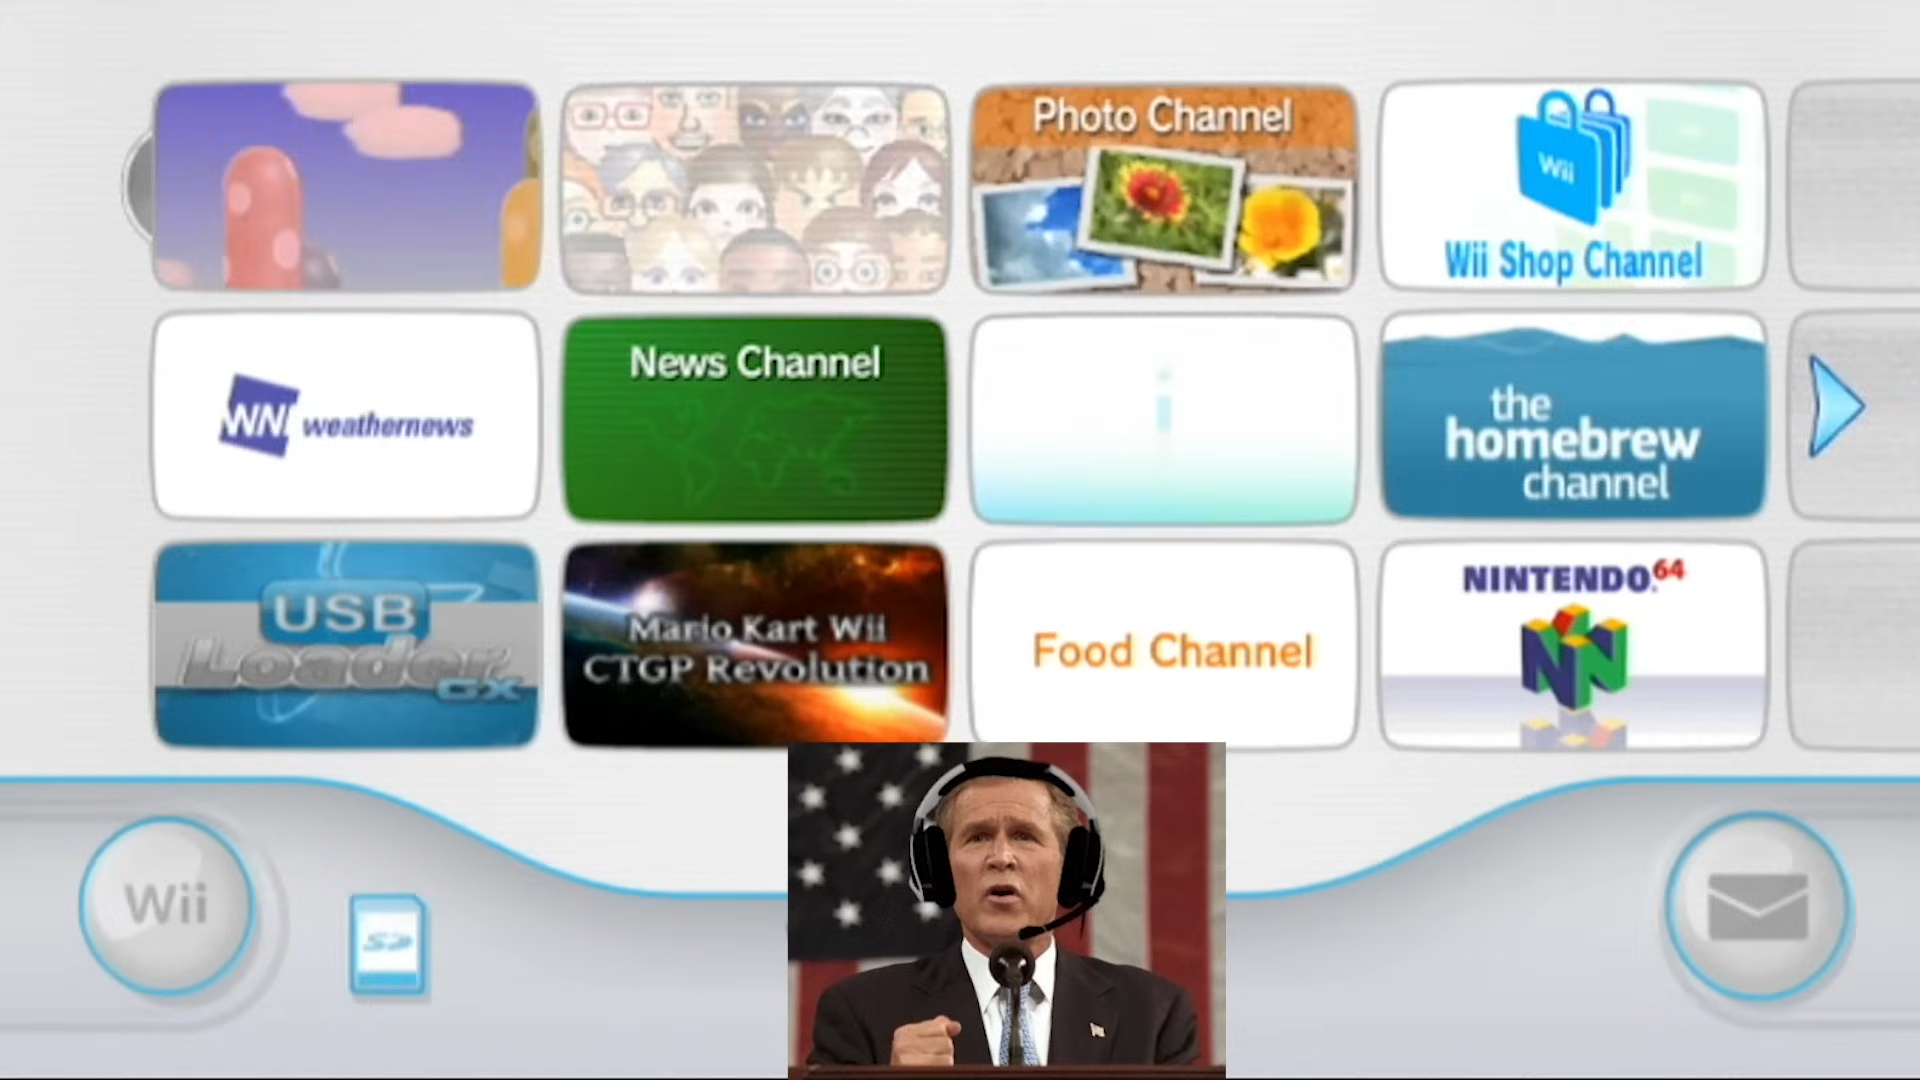 Photo Channel
Wii
Wii Shop Channel
WNI weathernews
News Channel
i
the
homebrew
channel
USB
Loader
GX
Mario Kart Wii
CTGP Revolution
Food Channel
NINTENDO64
Wii
SD